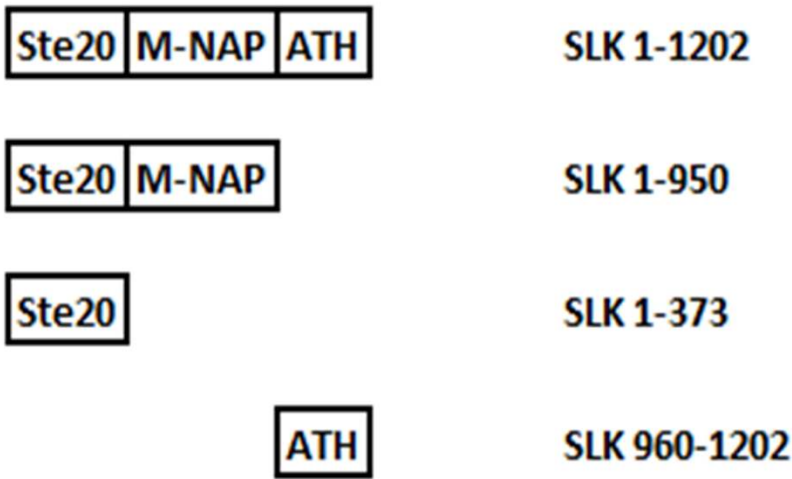 Ste20 M-NAP ATH SLK 1-1202
Ste20 M-NAP SLK 1-950
Ste20 SLK 1-373
ATH SLK 960-1202